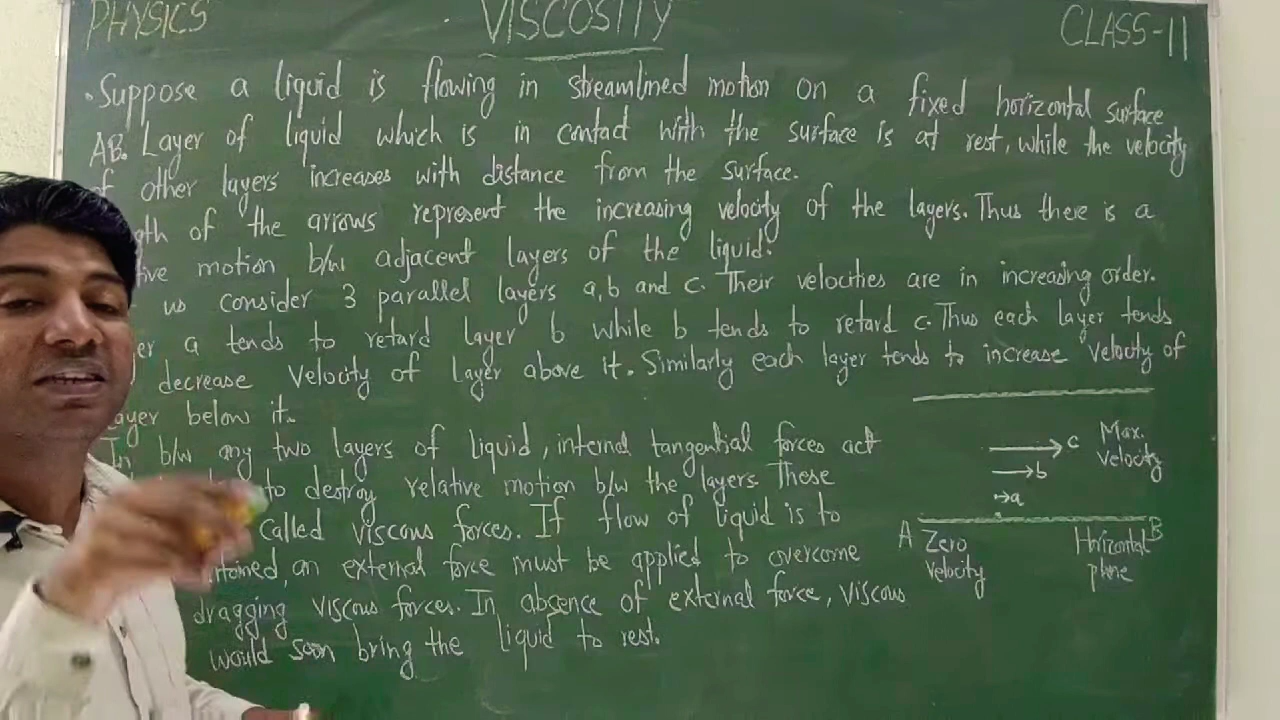 PHYSICS VISCOSITY CLASS-11
• Suppose a liquid is flowing in streamlined motion on a fixed horizontal surface
AB. Layer of liquid which is in contact with the surface is at rest, while the velocity
other layers increases with distance from the surface.
of the arrows represent the increasing velocity of the layers. Thus there is a
motion b/w adjacent layers of the liquid.
us consider 3 parallel layers a, b and c. Their velocities are in increasing order.
a tends to retard layer b while b tends to retard c. Thus each layer tends
decrease velocity of layer above it. Similarly each layer tends to increase velocity of
layer below it.
In b/w any two layers of liquid, internal tangential forces act
to destroy relative motion b/w the layers These
called viscous forces. If flow of liquid is to
an external force must be applied to overcome
dragging viscous forces. In absence of external force, viscous
would soon bring the liquid to rest.
c Max.
Velocity
b
a
A Zero
velocity
Horizontal B
plane